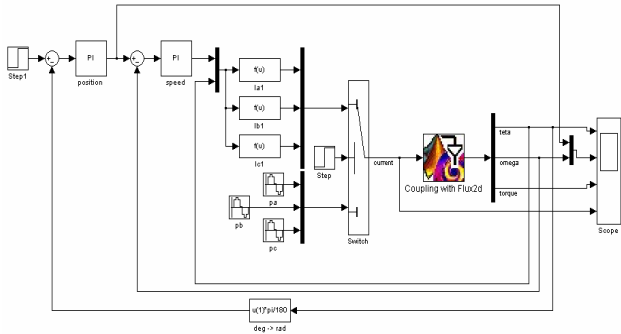 Step1
PI
position
PI
speed
f(u)
Ia1
f(u)
Ib1
f(u)
Ic1
pa
pb
pc
Step
Switch
current
Coupling with Flux2d
teta
omega
torque
Scope
u(1)*pi/180
deg -> rad